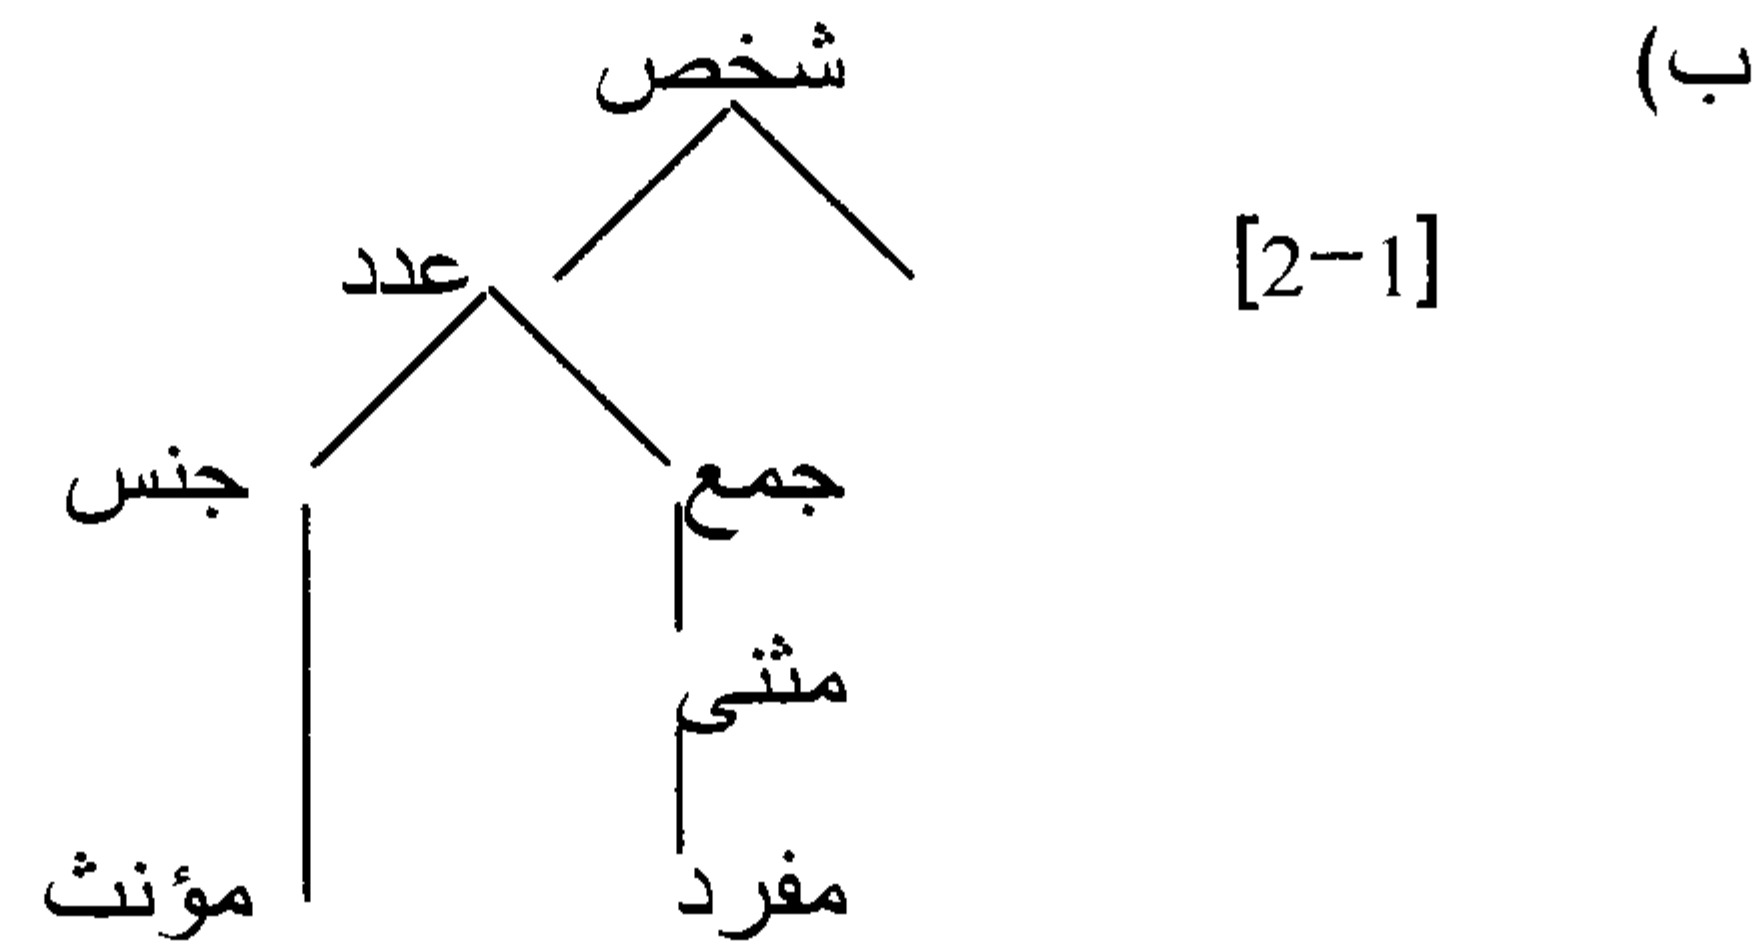 ب) شخص
[1-2]
عدد
جنس جمع
مثنى
مؤنث مفرد